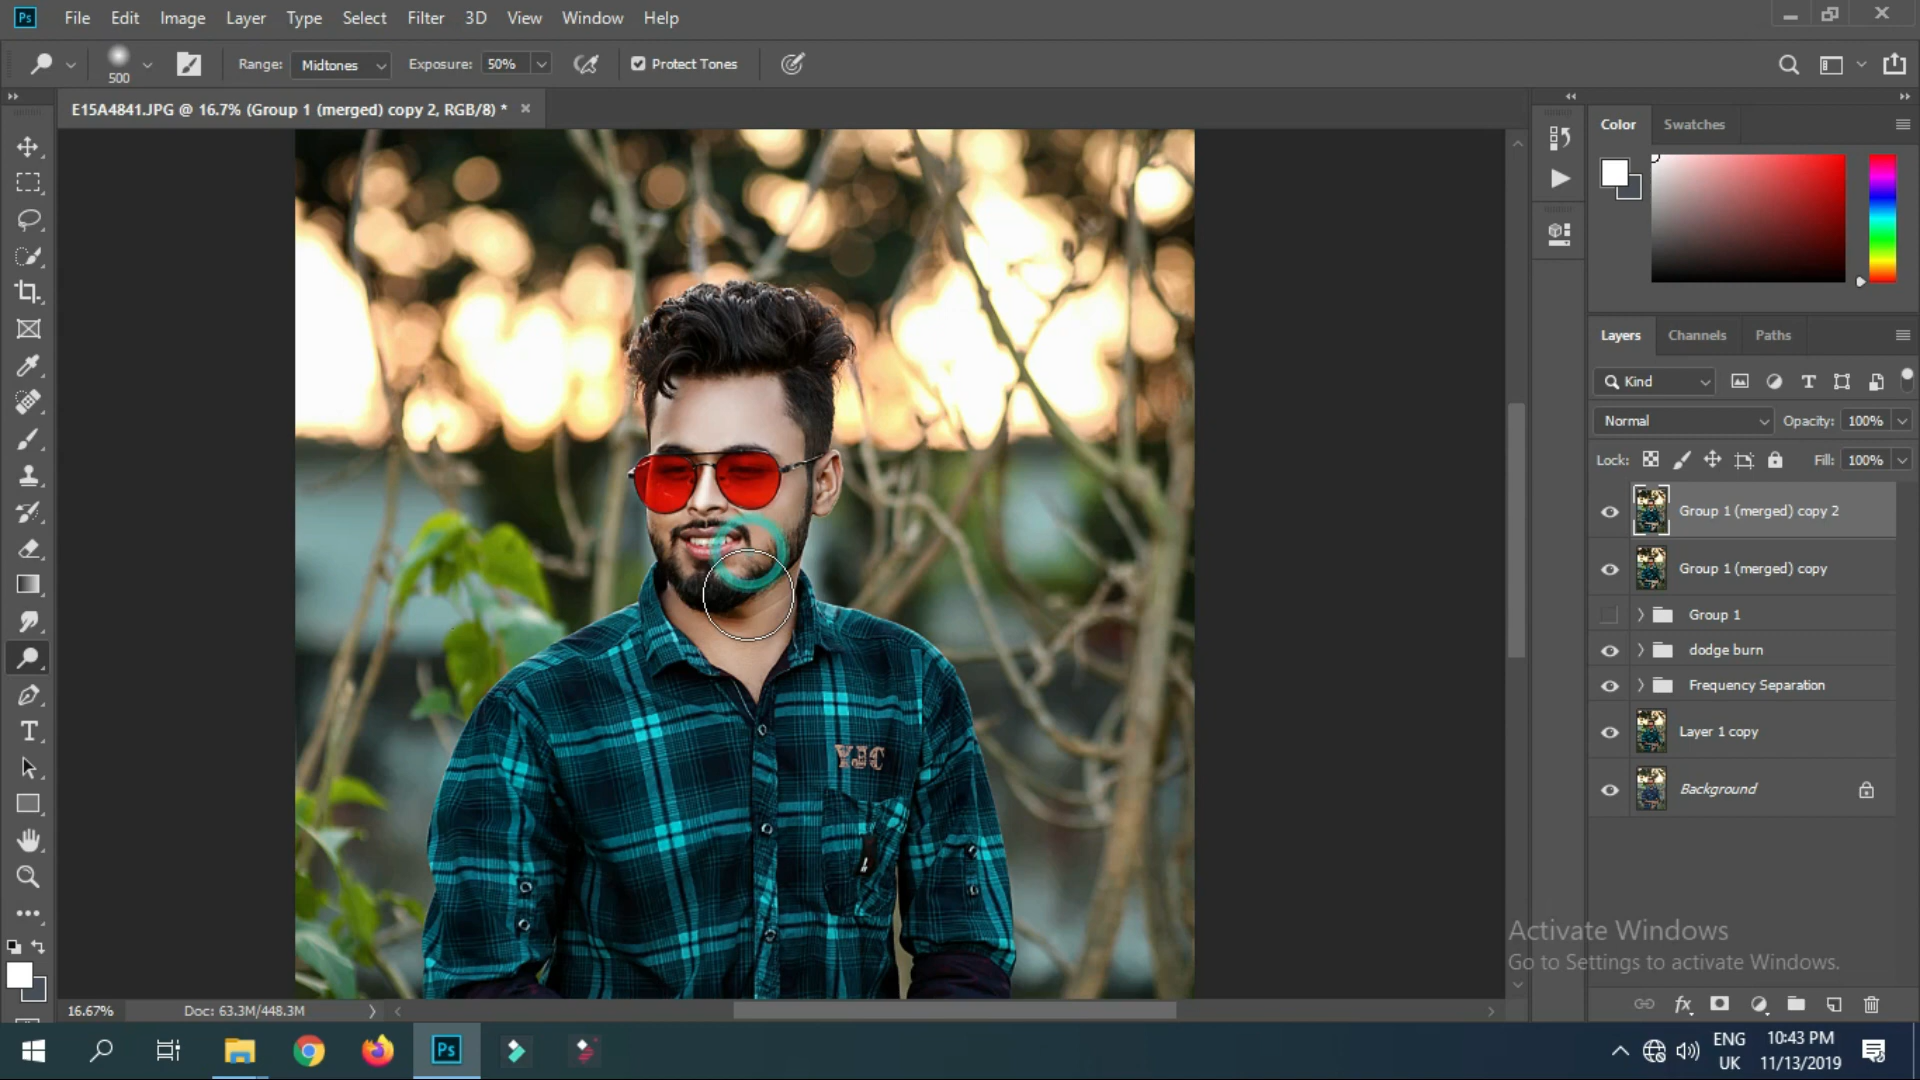 Ps File Edit Image Layer Type Select Filter 3D View Window Help
500 Range: Midtones Exposure: 50% Protect Tones
E15A4841.JPG @ 16.7% (Group 1 (merged) copy 2, RGB/8) *
Color Swatches
Layers Channels Paths
Kind
Normal Opacity: 100%
Lock: Fill: 100%
Group 1 (merged) copy 2
Group 1 (merged) copy
Group 1
dodge burn
Frequency Separation
Layer 1 copy
Background
YJC
Activate Windows
Go to Settings to activate Windows.
16.67% Doc: 63.3M/448.3M
Ps
ENG
UK
10:43 PM
11/13/2019